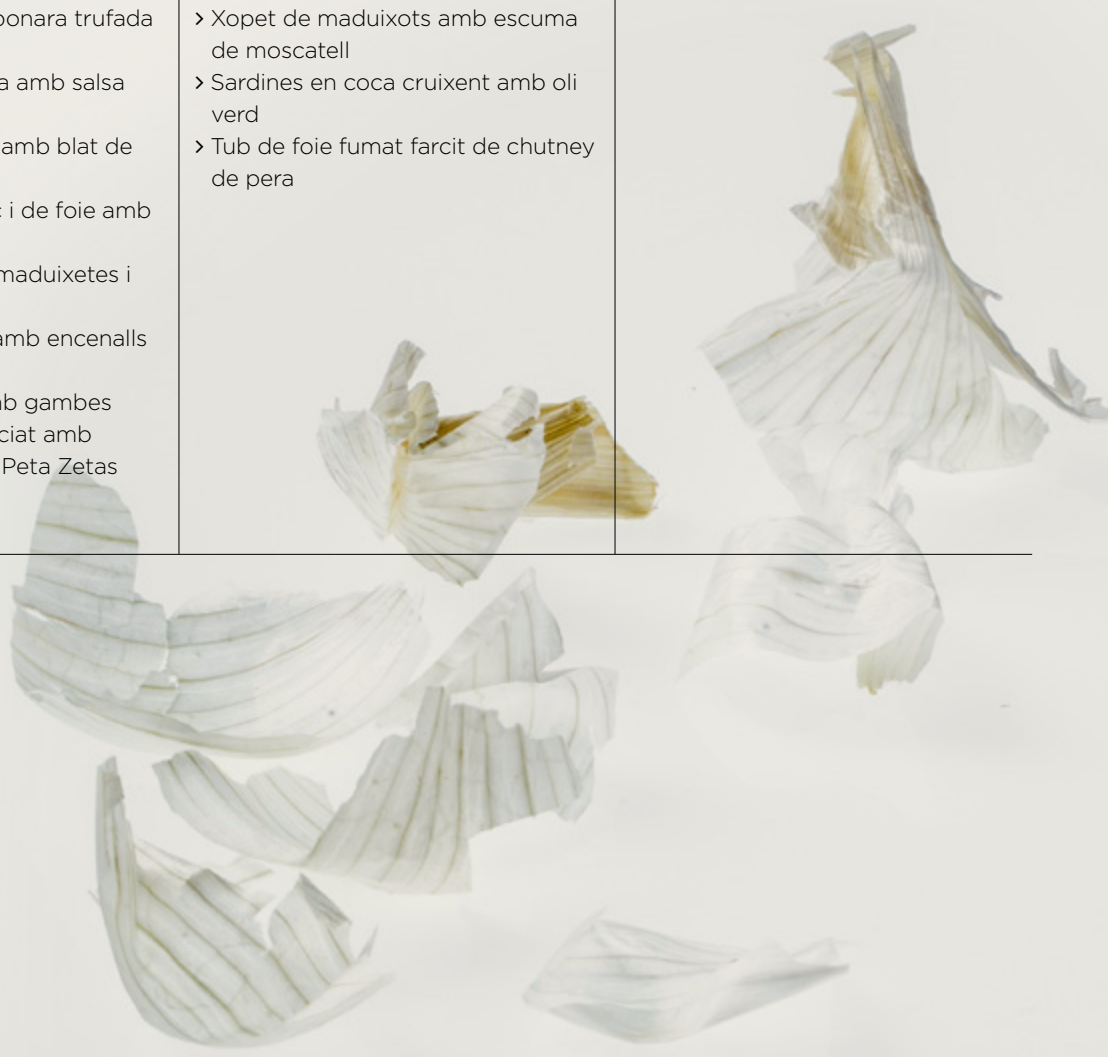 onara trufada
a amb salsa
amb blat de
i de foie amb
maduixetes i
amb encenalls
gambes
ciat amb
Peta Zetas
> Xopet de maduixots amb escuma
de moscatell
> Sardines en coca cruixent amb oli
verd
> Tub de foie fumat farcit de chutney
de pera